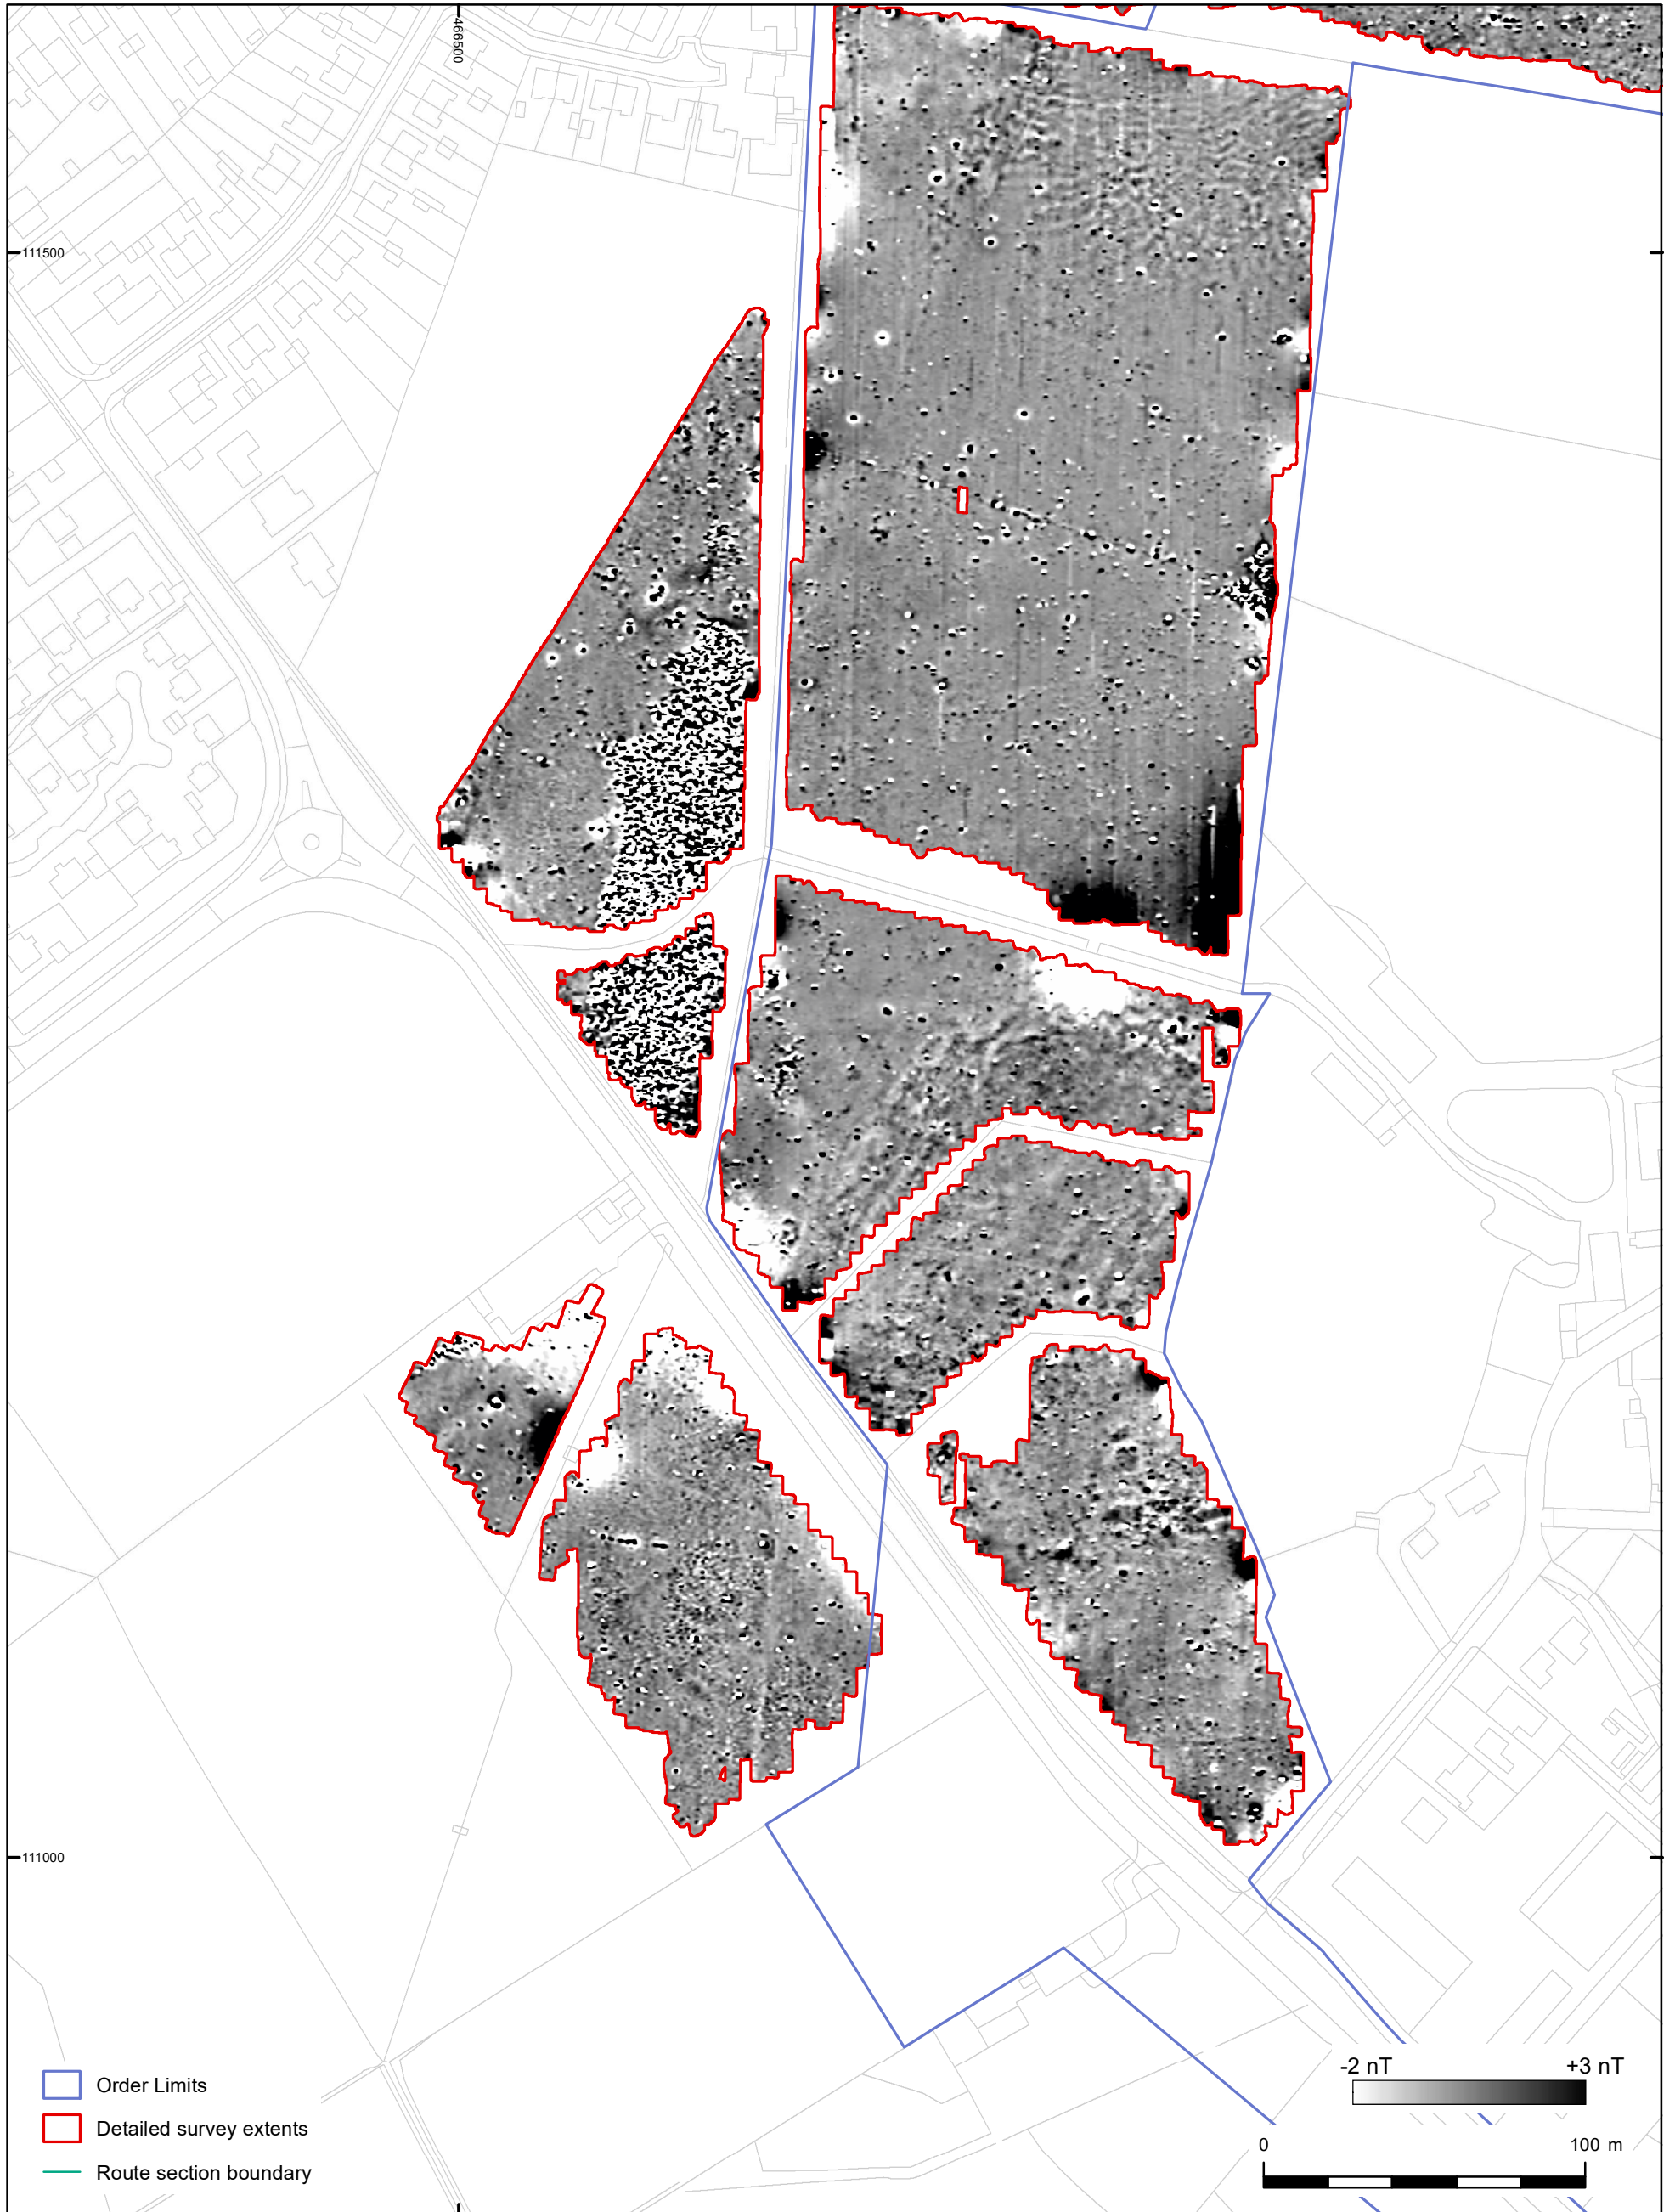 466500
111500
111000
Order Limits
Detailed survey extents
Route section boundary
-2 nT +3 nT
0 100 m